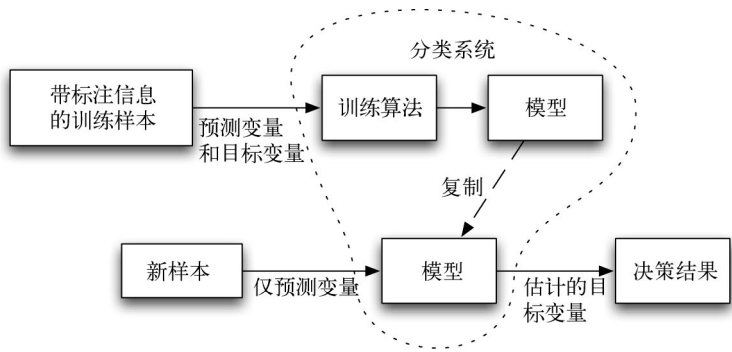 分类系统
带标注信息
的训练样本
训练算法
模型
预测变量
和目标变量
复制
新样本
仅预测变量
模型
估计的目
标变量
决策结果